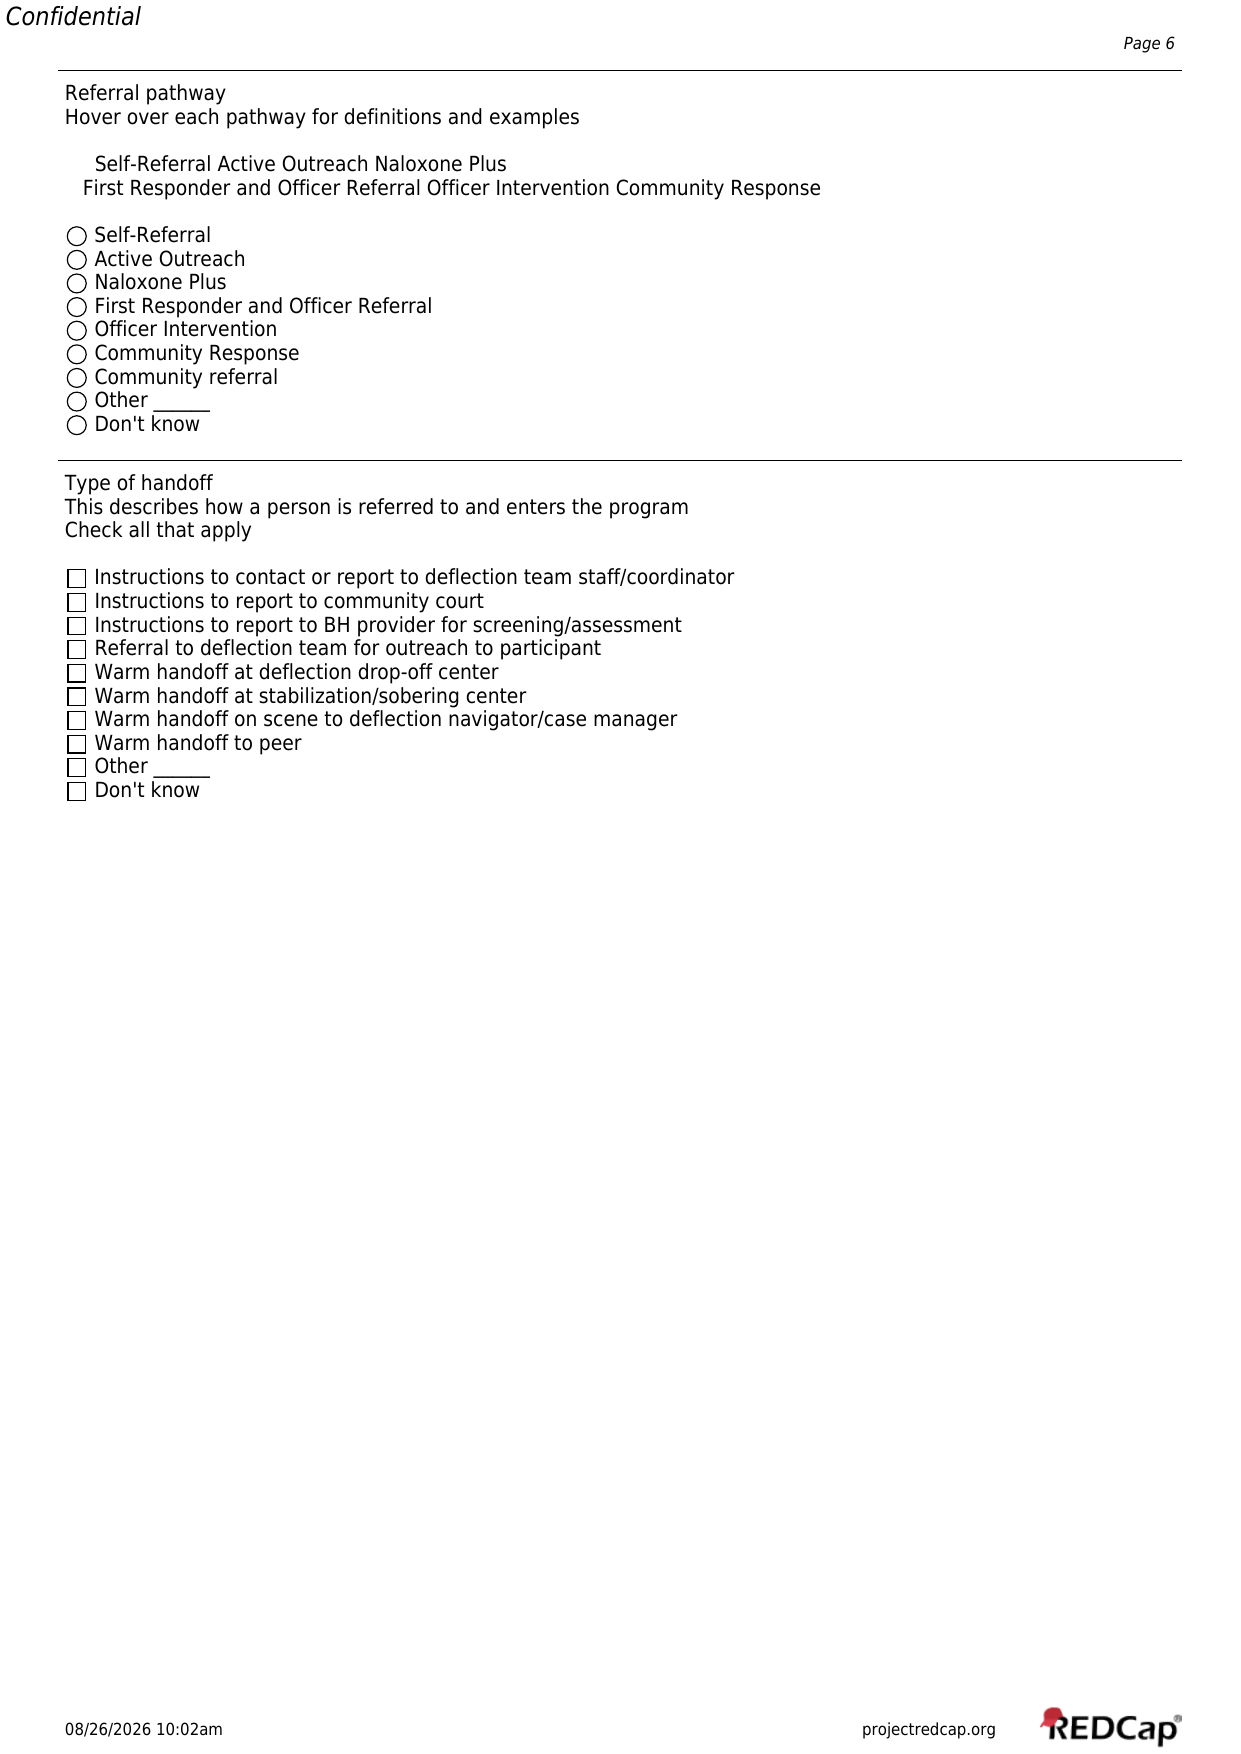 Confidential
Page 6
Referral pathway
Hover over each pathway for definitions and examples
Self-Referral Active Outreach Naloxone Plus
First Responder and Officer Referral Officer Intervention Community Response
Self-Referral
Active Outreach
Naloxone Plus
First Responder and Officer Referral
Officer Intervention
Community Response
Community referral
Other ______
Don't know
Type of handoff
This describes how a person is referred to and enters the program
Check all that apply
Instructions to contact or report to deflection team staff/coordinator
Instructions to report to community court
Instructions to report to BH provider for screening/assessment
Referral to deflection team for outreach to participant
Warm handoff at deflection drop-off center
Warm handoff at stabilization/sobering center
Warm handoff on scene to deflection navigator/case manager
Warm handoff to peer
Other ______
Don't know
08/26/2026 10:02am
projectredcap.org
REDCap®